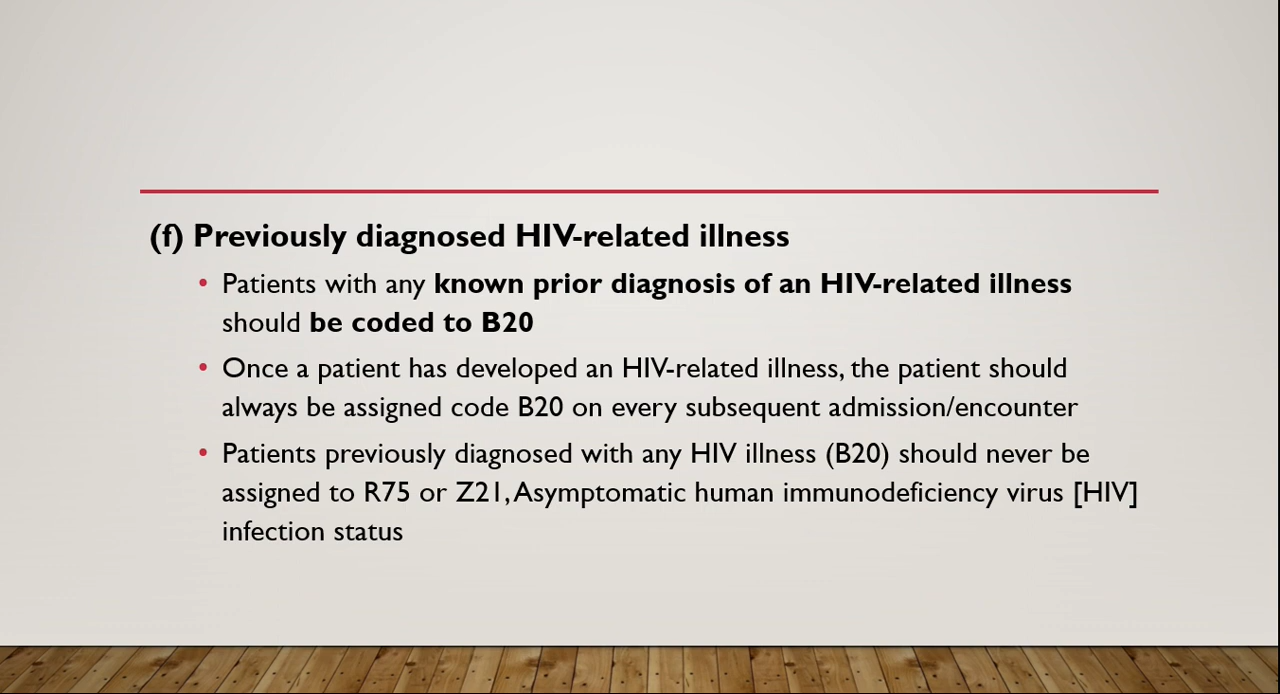 (f) Previously diagnosed HIV-related illness
• Patients with any known prior diagnosis of an HIV-related illness
should be coded to B20
• Once a patient has developed an HIV-related illness, the patient should
always be assigned code B20 on every subsequent admission/encounter
• Patients previously diagnosed with any HIV illness (B20) should never be
assigned to R75 or Z21, Asymptomatic human immunodeficiency virus [HIV]
infection status